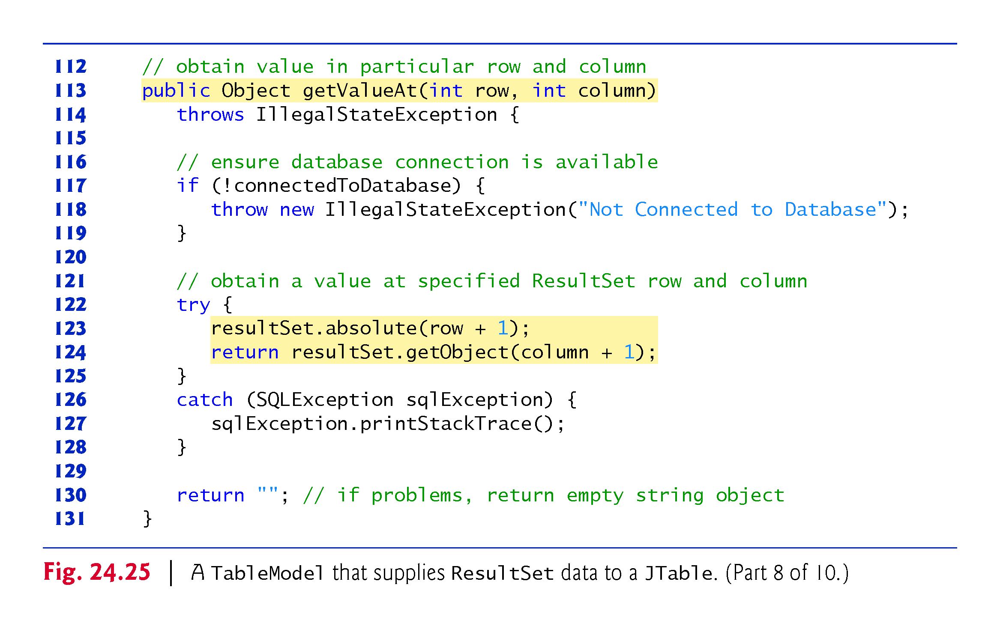 112 // obtain value in particular row and column
113 public Object getValueAt(int row, int column)
114 throws IllegalStateException {
115
116 // ensure database connection is available
117 if (!connectedToDatabase) {
118 throw new IllegalStateException("Not Connected to Database");
119 }
120
121 // obtain a value at specified ResultSet row and column
122 try {
123 resultSet.absolute(row + 1);
124 return resultSet.getObject(column + 1);
125 }
126 catch (SQLException sqlException) {
127 sqlException.printStackTrace();
128 }
129
130 return ""; // if problems, return empty string object
131 }
Fig. 24.25 | A TableModel that supplies ResultSet data to a JTable. (Part 8 of 10.)